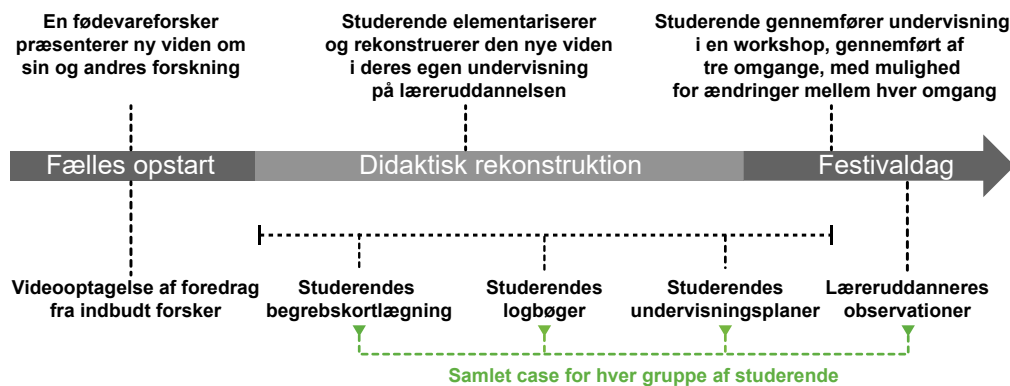 En fødevareforsker
præsenterer ny viden om
sin og andres forskning
Studerende elementariserer
og rekonstruerer den nye viden
i deres egen undervisning
på læreruddannelsen
Studerende gennemfører undervisning
i en workshop, gennemført af
tre omgange, med mulighed
for ændringer mellem hver omgang
Fælles opstart
Didaktisk rekonstruktion
Festivaldag
Videooptagelse af foredrag
fra indbudt forsker
Studerendes
begrebskortlægning
Studerendes
logbøger
Studerendes
undervisningsplaner
Læreruddanneres
observationer
Samlet case for hver gruppe af studerende